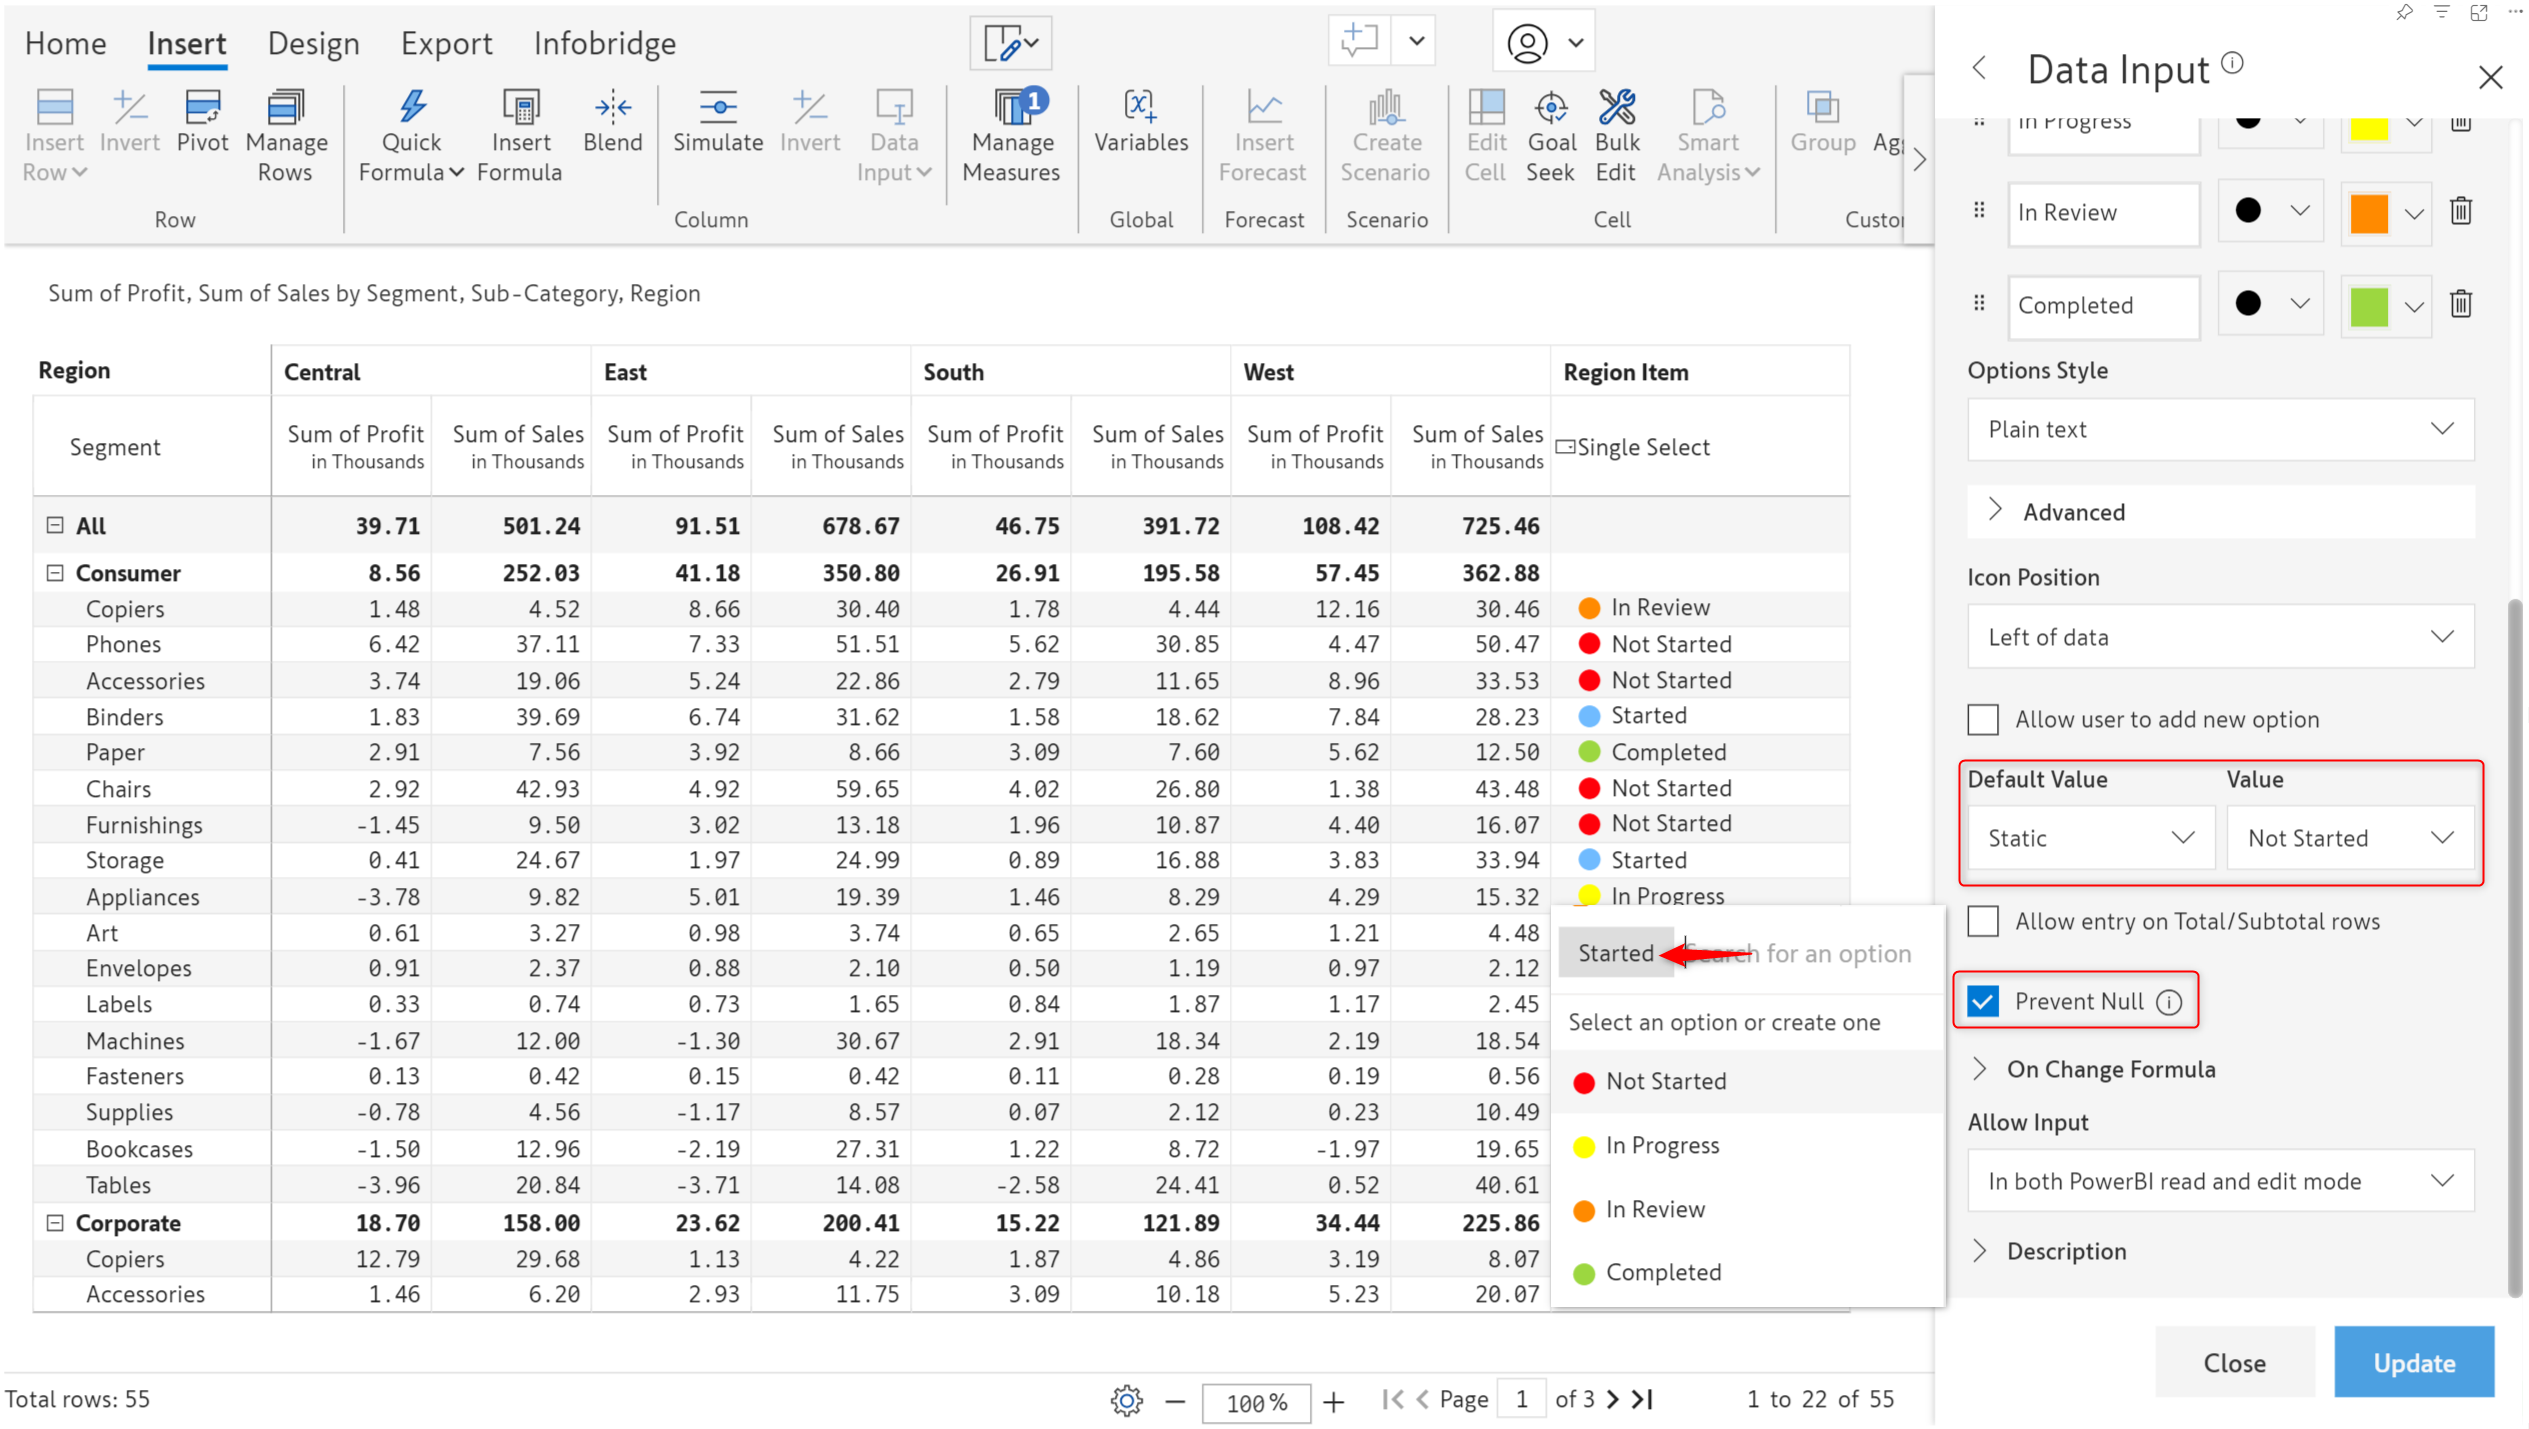 Home Insert Design Export Infobridge
Insert Row Invert Pivot Manage Rows
Row
Quick Formula Insert Formula Blend Simulate Invert Data Input
Column
Manage Measures 1
Variables
Global
Insert Forecast
Forecast
Create Scenario
Scenario
Edit Cell Goal Seek Bulk Edit Smart Analysis
Cell
Group
Sum of Profit, Sum of Sales by Segment, Sub-Category, Region
Region Central East South West Region Item
Segment Sum of Profit Sum of Sales Sum of Profit Sum of Sales Sum of Profit Sum of Sales Sum of Profit Sum of Sales Single Select
in Thousands in Thousands in Thousands in Thousands in Thousands in Thousands in Thousands in Thousands
All 39.71 501.24 91.51 678.67 46.75 391.72 108.42 725.46
Consumer 8.56 252.03 41.18 350.80 26.91 195.58 57.45 362.88
Copiers 1.48 4.52 8.66 30.40 1.78 4.44 12.16 30.46 In Review
Phones 6.42 37.11 7.33 51.51 5.62 30.85 4.47 50.47 Not Started
Accessories 3.74 19.06 5.24 22.86 2.79 11.65 8.96 33.53 Not Started
Binders 1.83 39.69 6.74 31.62 1.58 18.62 7.84 28.23 Started
Paper 2.91 7.56 3.92 8.66 3.09 7.60 5.62 12.50 Completed
Chairs 2.92 42.93 4.92 59.65 4.02 26.80 1.38 43.48 Not Started
Furnishings -1.45 9.50 3.02 13.18 1.96 10.87 4.40 16.07 Not Started
Storage 0.41 24.67 1.97 24.99 0.89 16.88 3.83 33.94 Started
Appliances -3.78 9.82 5.01 19.39 1.46 8.29 4.29 15.32 In Progress
Art 0.61 3.27 0.98 3.74 0.65 2.65 1.21 4.48
Envelopes 0.91 2.37 0.88 2.10 0.50 1.19 0.97 2.12
Labels 0.33 0.74 0.73 1.65 0.84 1.87 1.17 2.45
Machines -1.67 12.00 -1.30 30.67 2.91 18.34 2.19 18.54
Fasteners 0.13 0.42 0.15 0.42 0.11 0.28 0.19 0.56
Supplies -0.78 4.56 -1.17 8.57 0.07 2.12 0.23 10.49
Bookcases -1.50 12.96 -2.19 27.31 1.22 8.72 -1.97 19.65
Tables -3.96 20.84 -3.71 14.08 -2.58 24.41 0.52 40.61
Corporate 18.70 158.00 23.62 200.41 15.22 121.89 34.44 225.86
Copiers 12.79 29.68 1.13 4.22 1.87 4.86 3.19 8.07
Accessories 1.46 6.20 2.93 11.75 3.09 10.18 5.23 20.07
Started Search for an option
Select an option or create one
Not Started
In Progress
In Review
Completed
Total rows: 55
100%
Page 1 of 3
1 to 22 of 55
Data Input
In Progress
In Review
Completed
Options Style
Plain text
Advanced
Icon Position
Left of data
Allow user to add new option
Default Value Value
Static Not Started
Allow entry on Total/Subtotal rows
Prevent Null
On Change Formula
Allow Input
In both PowerBI read and edit mode
Description
Close Update